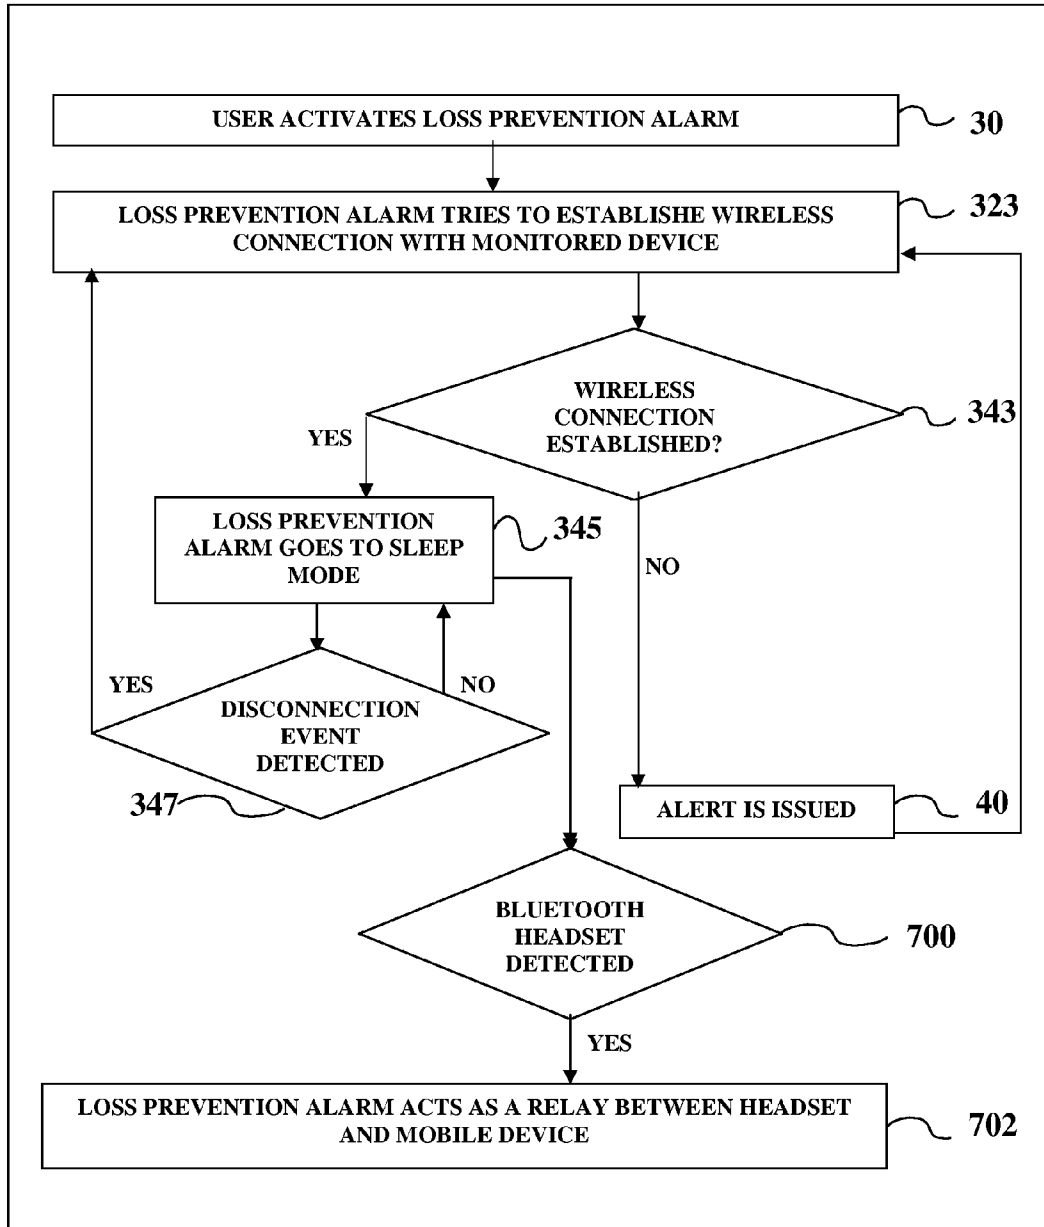 USER ACTIVATES LOSS PREVENTION ALARM
30
LOSS PREVENTION ALARM TRIES TO ESTABLISHE WIRELESS
CONNECTION WITH MONITORED DEVICE
323
WIRELESS
CONNECTION
ESTABLISHED?
343
YES
LOSS PREVENTION
ALARM GOES TO SLEEP
MODE
345
NO
YES
NO
DISCONNECTION
EVENT
DETECTED
347
ALERT IS ISSUED
40
BLUETOOTH
HEADSET
DETECTED
700
YES
LOSS PREVENTION ALARM ACTS AS A RELAY BETWEEN HEADSET
AND MOBILE DEVICE
702